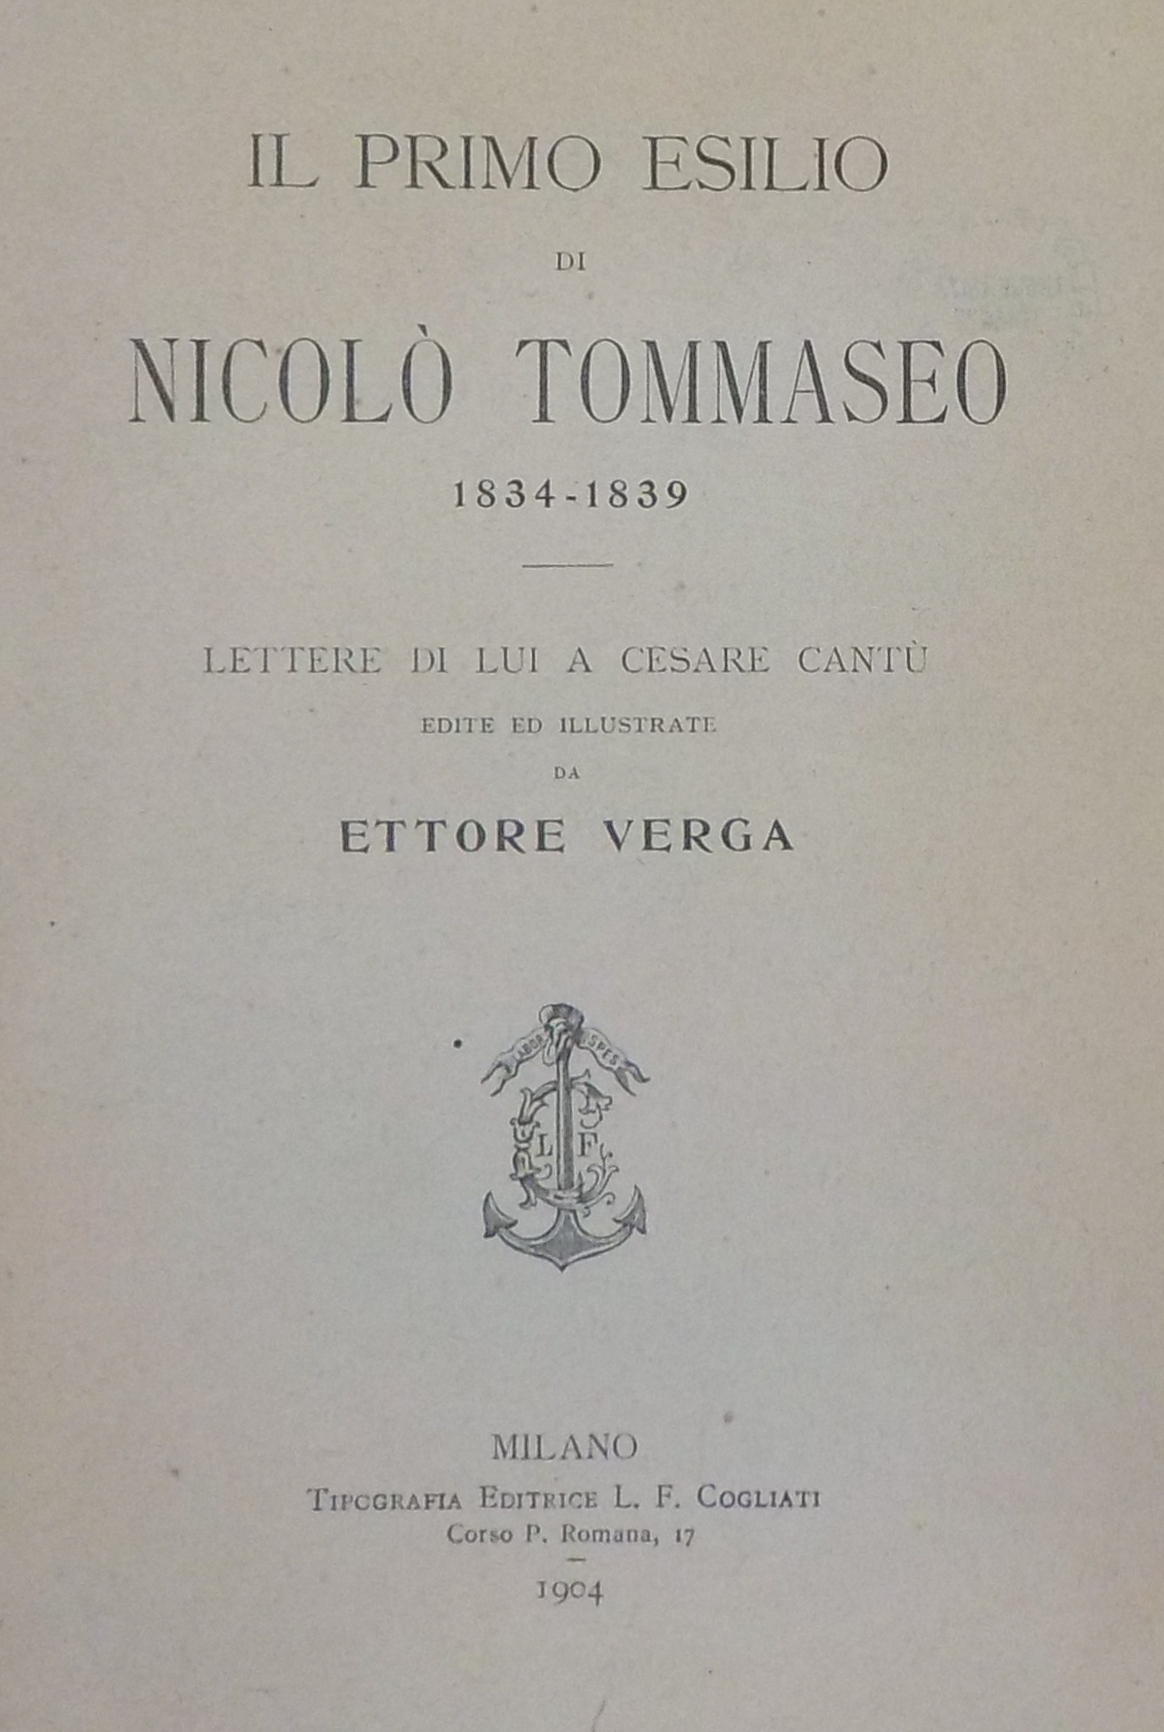 IL PRIMO ESILIO
DI
NICOLÒ TOMMASEO
1834-1839
LETTERE DI LUI A CESARE CANTÙ
EDITE ED ILLUSTRATE
DA
ETTORE VERGA
LABOR SPES
L F
MILANO
TIPOGRAFIA EDITRICE L. F. COGLIATI
Corso P. Romana, 17
1904